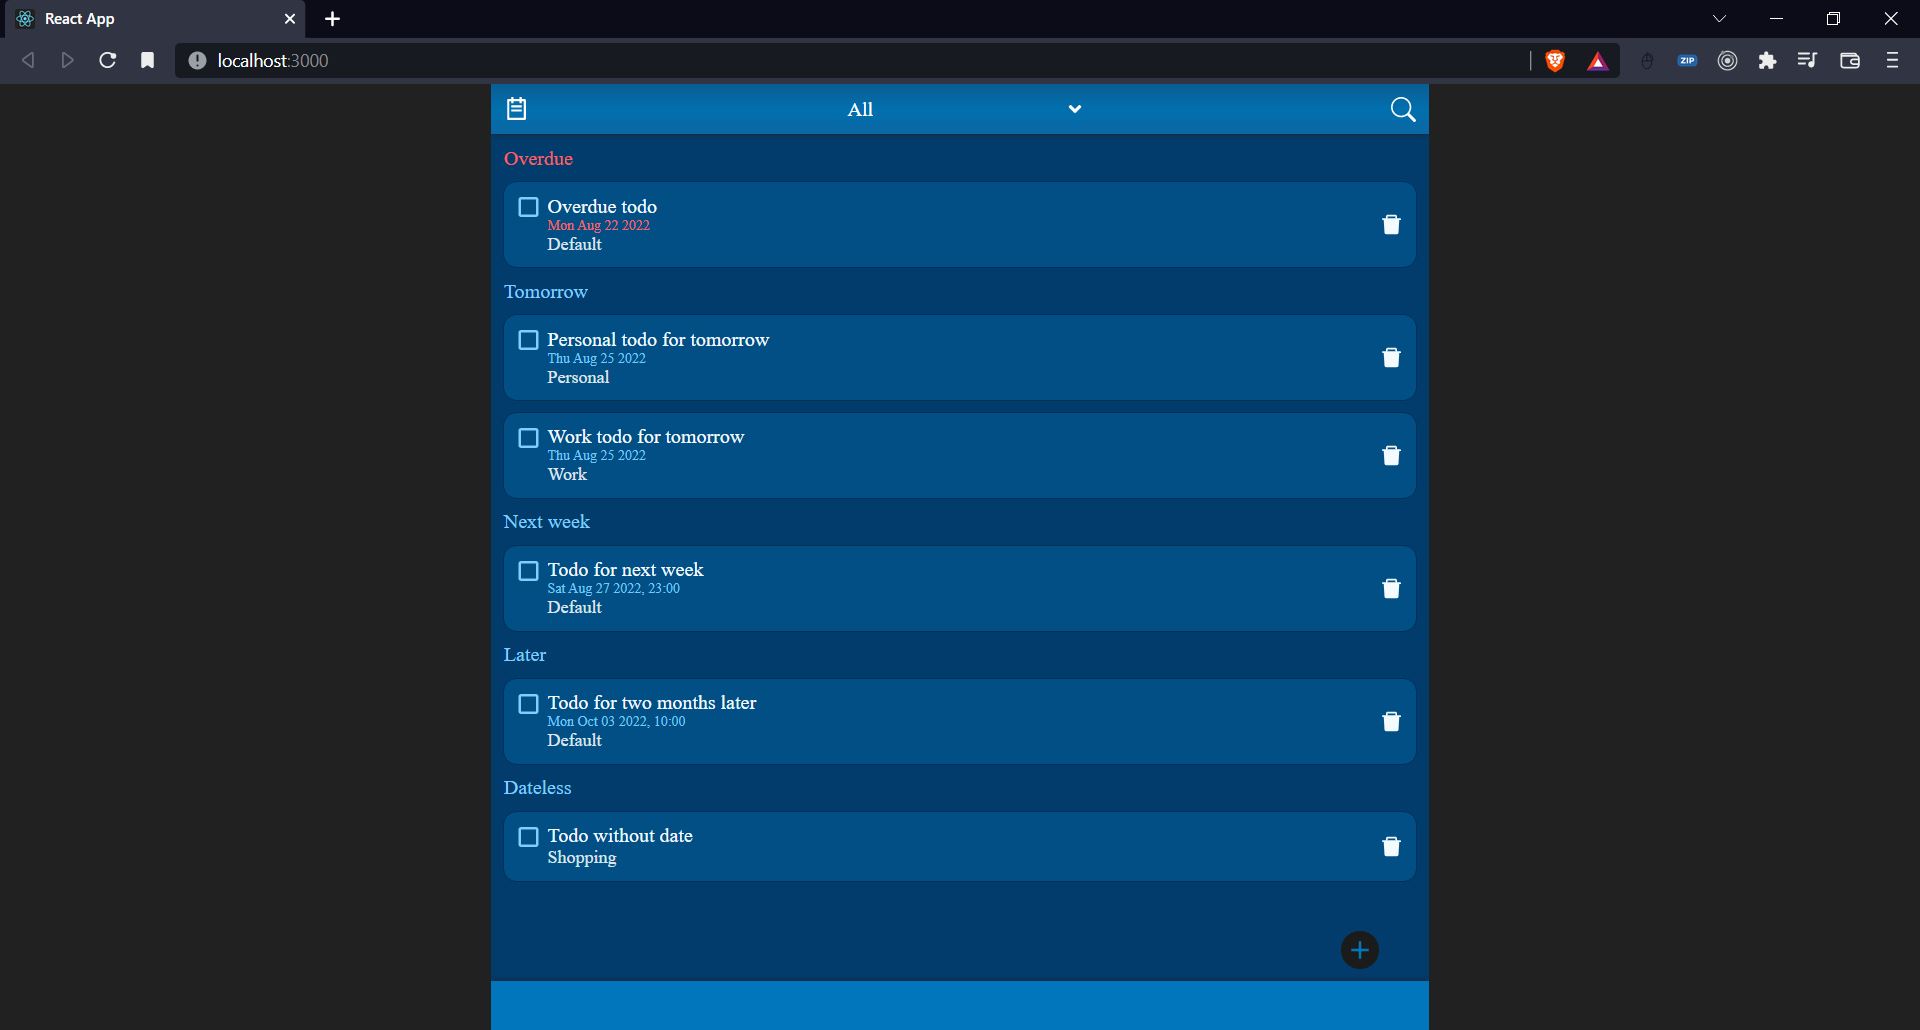 React App
localhost:3000
ZIP
All
Overdue
Overdue todo
Mon Aug 22 2022
Default
Tomorrow
Personal todo for tomorrow
Thu Aug 25 2022
Personal
Work todo for tomorrow
Thu Aug 25 2022
Work
Next week
Todo for next week
Sat Aug 27 2022, 23:00
Default
Later
Todo for two months later
Mon Oct 03 2022, 10:00
Default
Dateless
Todo without date
Shopping